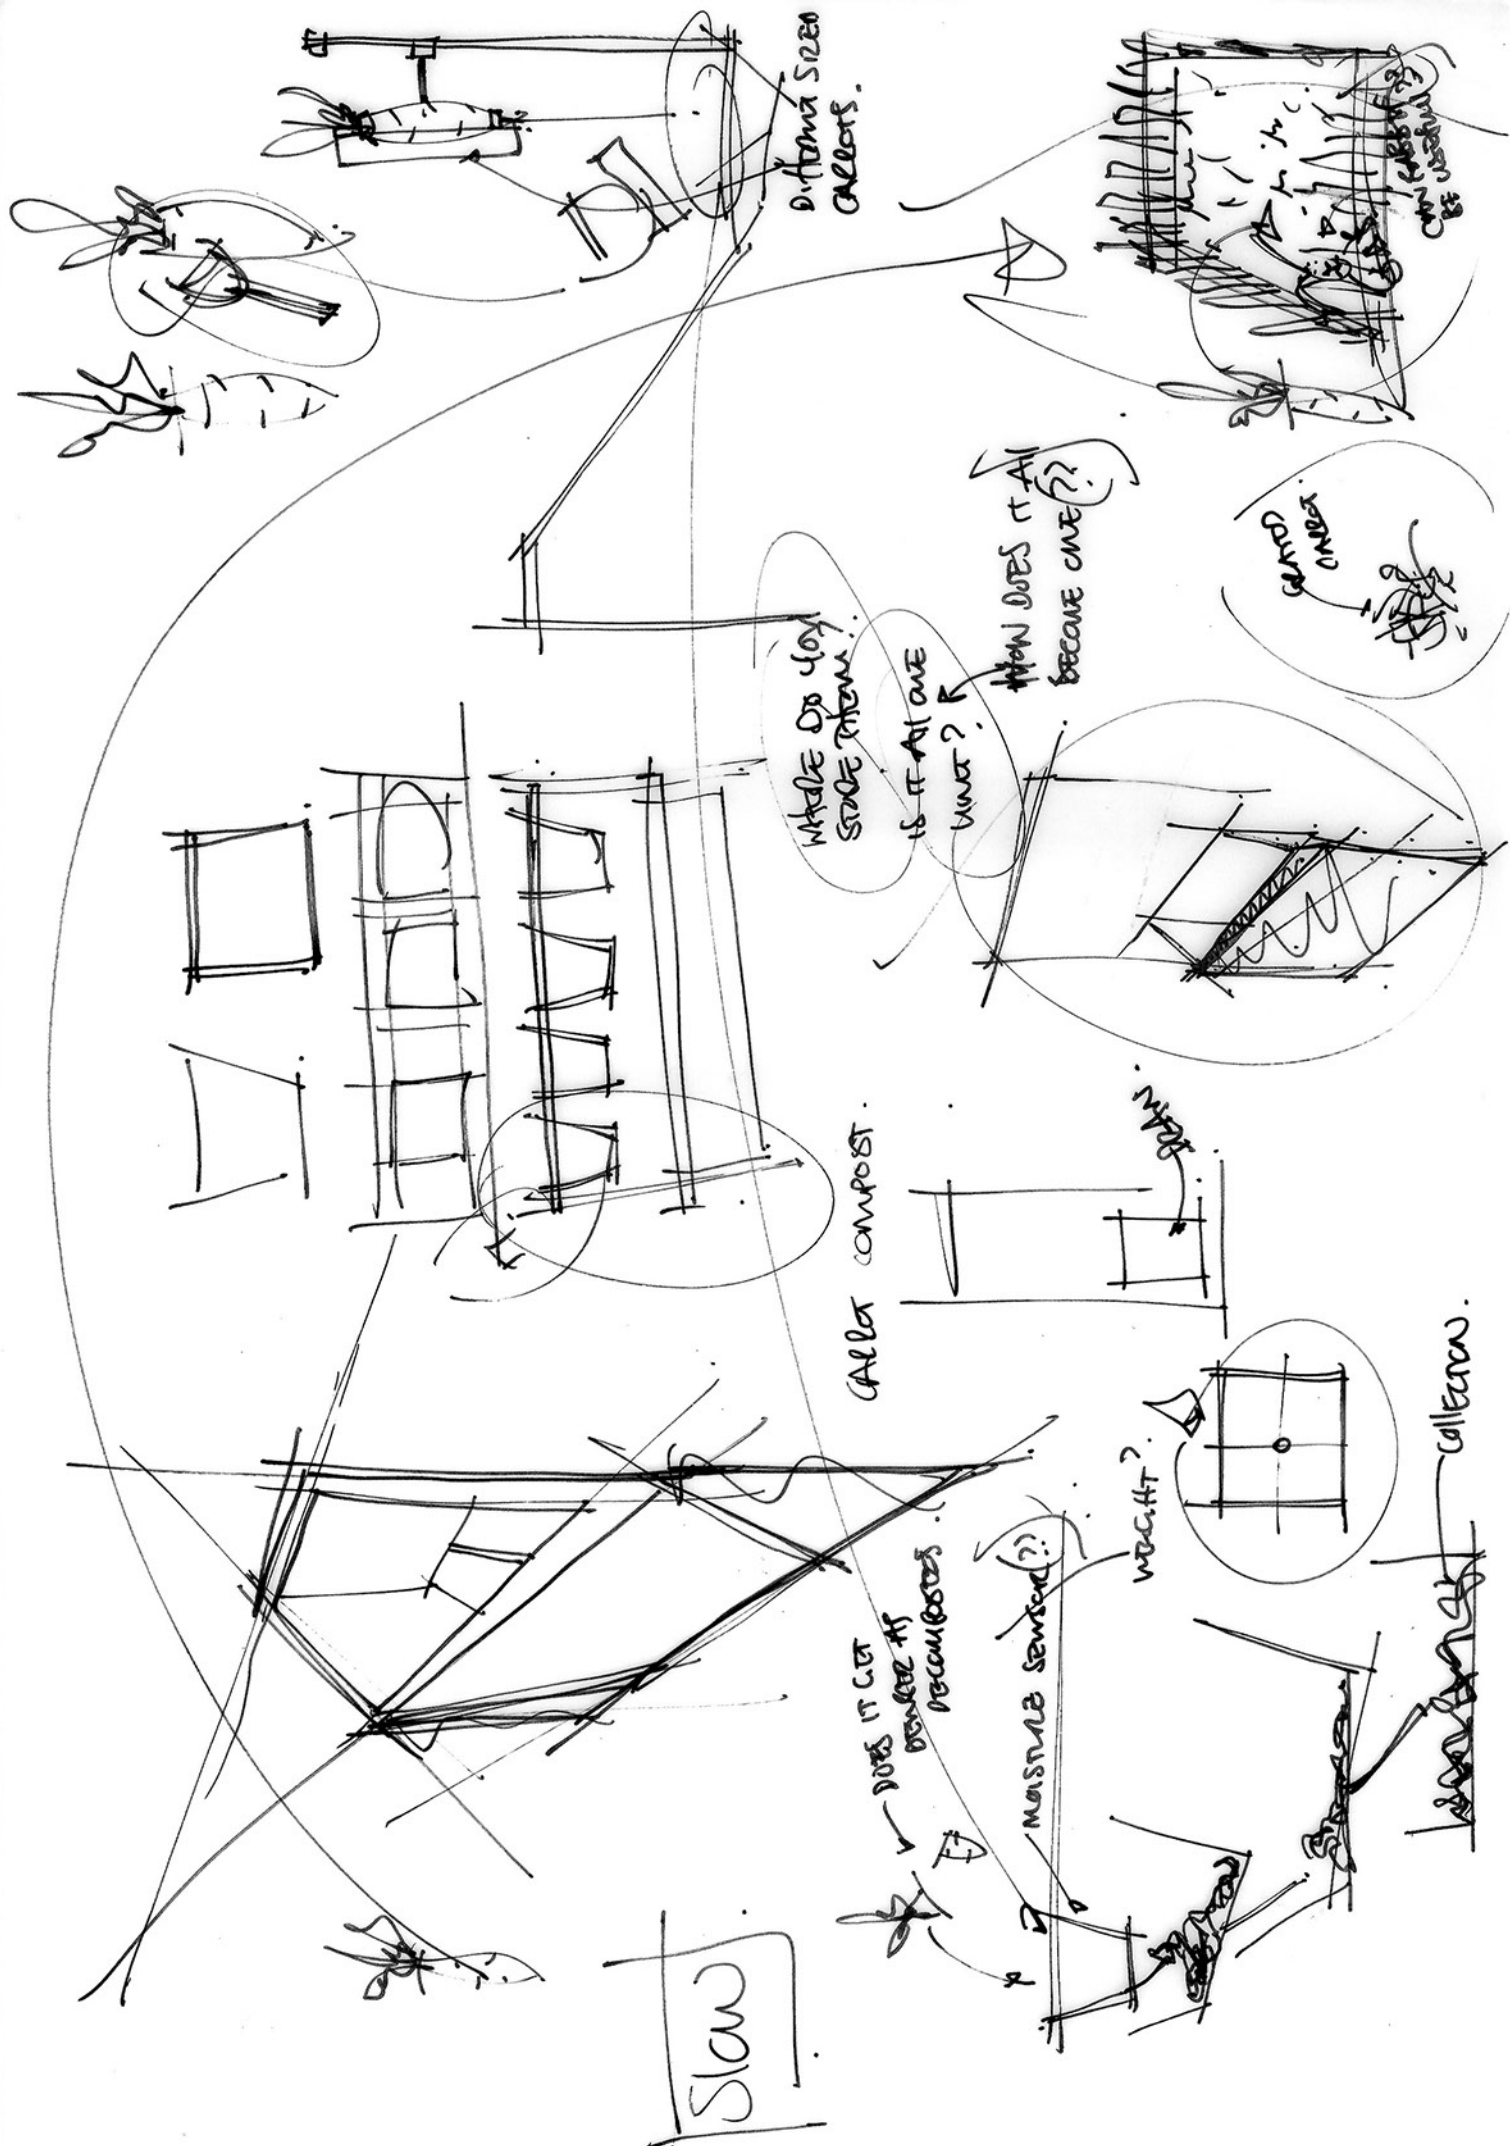 Slow
DOES IT GET
DENSER AS
DECOMPOSES.
MOISTURE SENSOR(??)
WEIGHT?
COLLECTION.
CARROT COMPOST.
DRAIN.
WHERE DO YOU
STORE THEM?
IS IT All ONE
UNIT?
HOW DOES IT All
BECOME ONE(??)
GRATED
CARROT.
DIFFERENT SIZED
CARROTS.
CAN RABBITS
BE USEFUL??